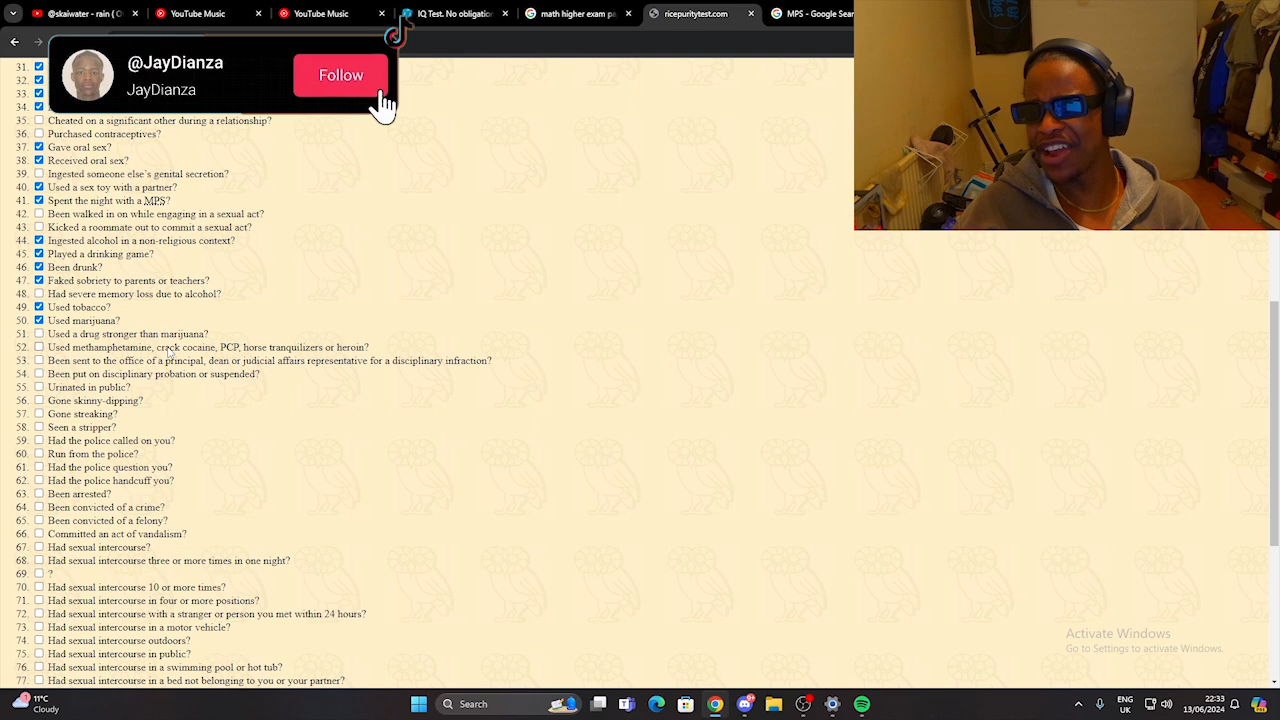 @skaiwater - rain (
YouTube Music
YouTube Music
IQ Test. No obligation
math higher exam pa
ricepuritytest.com
MPS - Google Sear
@JayDianza
JayDianza
Follow
31.
32.
33.
34.
35. Cheated on a significant other during a relationship?
36. Purchased contraceptives?
37. Gave oral sex?
38. Received oral sex?
39. Ingested someone else's genital secretion?
40. Used a sex toy with a partner?
41. Spent the night with a MPS?
42. Been walked in on while engaging in a sexual act?
43. Kicked a roommate out to commit a sexual act?
44. Ingested alcohol in a non-religious context?
45. Played a drinking game?
46. Been drunk?
47. Faked sobriety to parents or teachers?
48. Had severe memory loss due to alcohol?
49. Used tobacco?
50. Used marijuana?
51. Used a drug stronger than marijuana?
52. Used methamphetamine, crack cocaine, PCP, horse tranquilizers or heroin?
53. Been sent to the office of a principal, dean or judicial affairs representative for a disciplinary infraction?
54. Been put on disciplinary probation or suspended?
55. Urinated in public?
56. Gone skinny-dipping?
57. Gone streaking?
58. Seen a stripper?
59. Had the police called on you?
60. Run from the police?
61. Had the police question you?
62. Had the police handcuff you?
63. Been arrested?
64. Been convicted of a crime?
65. Been convicted of a felony?
66. Committed an act of vandalism?
67. Had sexual intercourse?
68. Had sexual intercourse three or more times in one night?
69. ?
70. Had sexual intercourse 10 or more times?
71. Had sexual intercourse in four or more positions?
72. Had sexual intercourse with a stranger or person you met within 24 hours?
73. Had sexual intercourse in a motor vehicle?
74. Had sexual intercourse outdoors?
75. Had sexual intercourse in public?
76. Had sexual intercourse in a swimming pool or hot tub?
77. Had sexual intercourse in a bed not belonging to you or your partner?
Activate Windows
Go to Settings to activate Windows.
11°C
Cloudy
Search
ENG
UK
22:33
13/06/2024